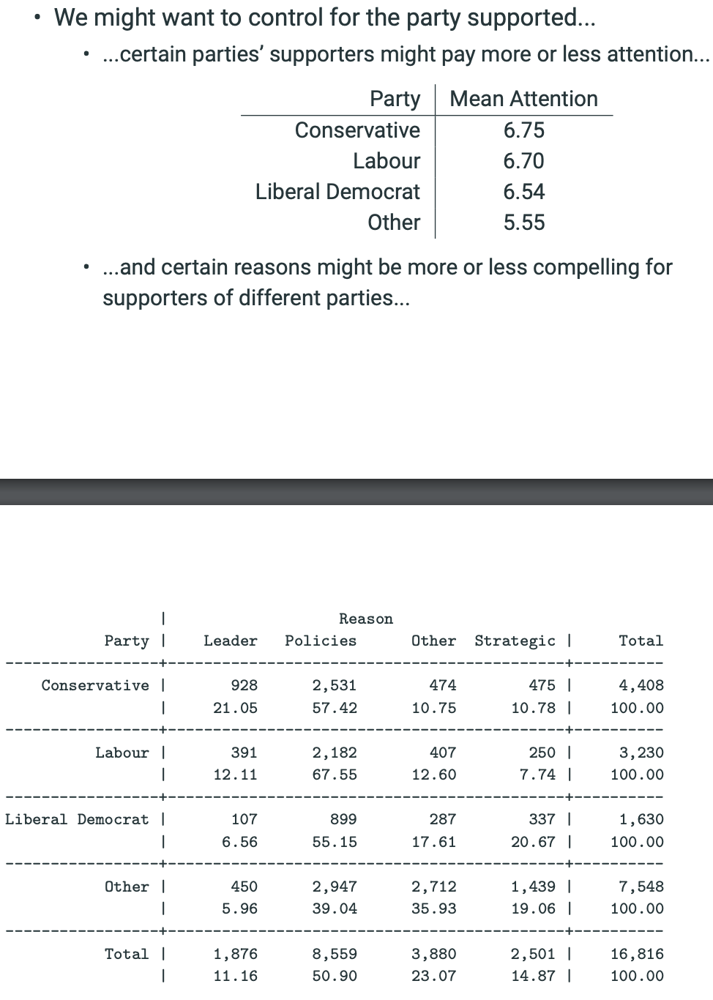 • We might want to control for the party supported...
• ...certain parties’ supporters might pay more or less attention...
Party | Mean Attention
Conservative | 6.75
Labour | 6.70
Liberal Democrat | 6.54
Other | 5.55
• ...and certain reasons might be more or less compelling for
supporters of different parties...
| Reason
Party | Leader Policies Other Strategic | Total
-----------------+--------------------------------------------+----------
Conservative | 928 2,531 474 475 | 4,408
| 21.05 57.42 10.75 10.78 | 100.00
-----------------+--------------------------------------------+----------
Labour | 391 2,182 407 250 | 3,230
| 12.11 67.55 12.60 7.74 | 100.00
-----------------+--------------------------------------------+----------
Liberal Democrat | 107 899 287 337 | 1,630
| 6.56 55.15 17.61 20.67 | 100.00
-----------------+--------------------------------------------+----------
Other | 450 2,947 2,712 1,439 | 7,548
| 5.96 39.04 35.93 19.06 | 100.00
-----------------+--------------------------------------------+----------
Total | 1,876 8,559 3,880 2,501 | 16,816
| 11.16 50.90 23.07 14.87 | 100.00